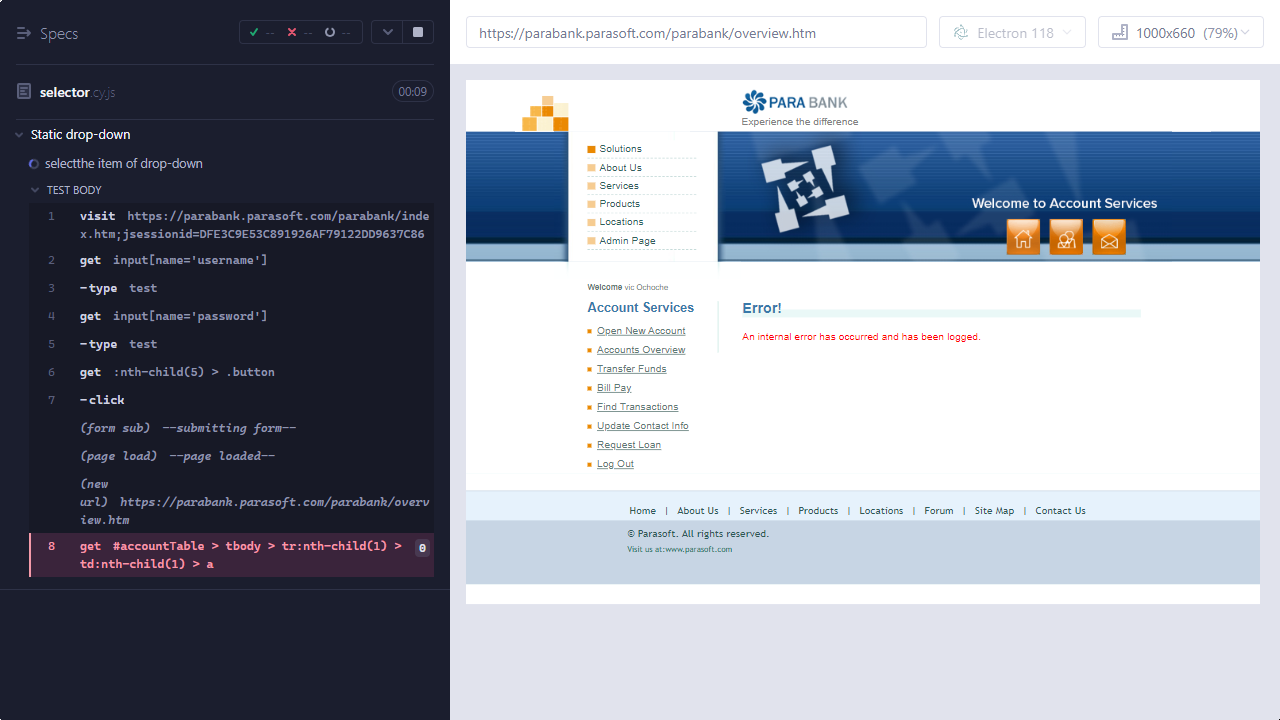 Specs
-- -- --
selector.cy.js
00:09
Static drop-down
selectthe item of drop-down
TEST BODY
1 visit https://parabank.parasoft.com/parabank/inde
x.htm;jsessionid=DFE3C9E53C891926AF79122DD9637C86
2 get input[name='username']
3 -type test
4 get input[name='password']
5 -type test
6 get :nth-child(5) > .button
7 -click
(form sub) --submitting form--
(page load) --page loaded--
(new
url) https://parabank.parasoft.com/parabank/overv
iew.htm
8 get #accountTable > tbody > tr:nth-child(1) > 0
td:nth-child(1) > a
https://parabank.parasoft.com/parabank/overview.htm
Electron 118
1000x660 (79%)
PARA BANK
Experience the difference
Solutions
About Us
Services
Products
Locations
Admin Page
Welcome to Account Services
Welcome vic Ochoche
Account Services
Open New Account
Accounts Overview
Transfer Funds
Bill Pay
Find Transactions
Update Contact Info
Request Loan
Log Out
Error!
An internal error has occurred and has been logged.
Home | About Us | Services | Products | Locations | Forum | Site Map | Contact Us
© Parasoft. All rights reserved.
Visit us at:www.parasoft.com